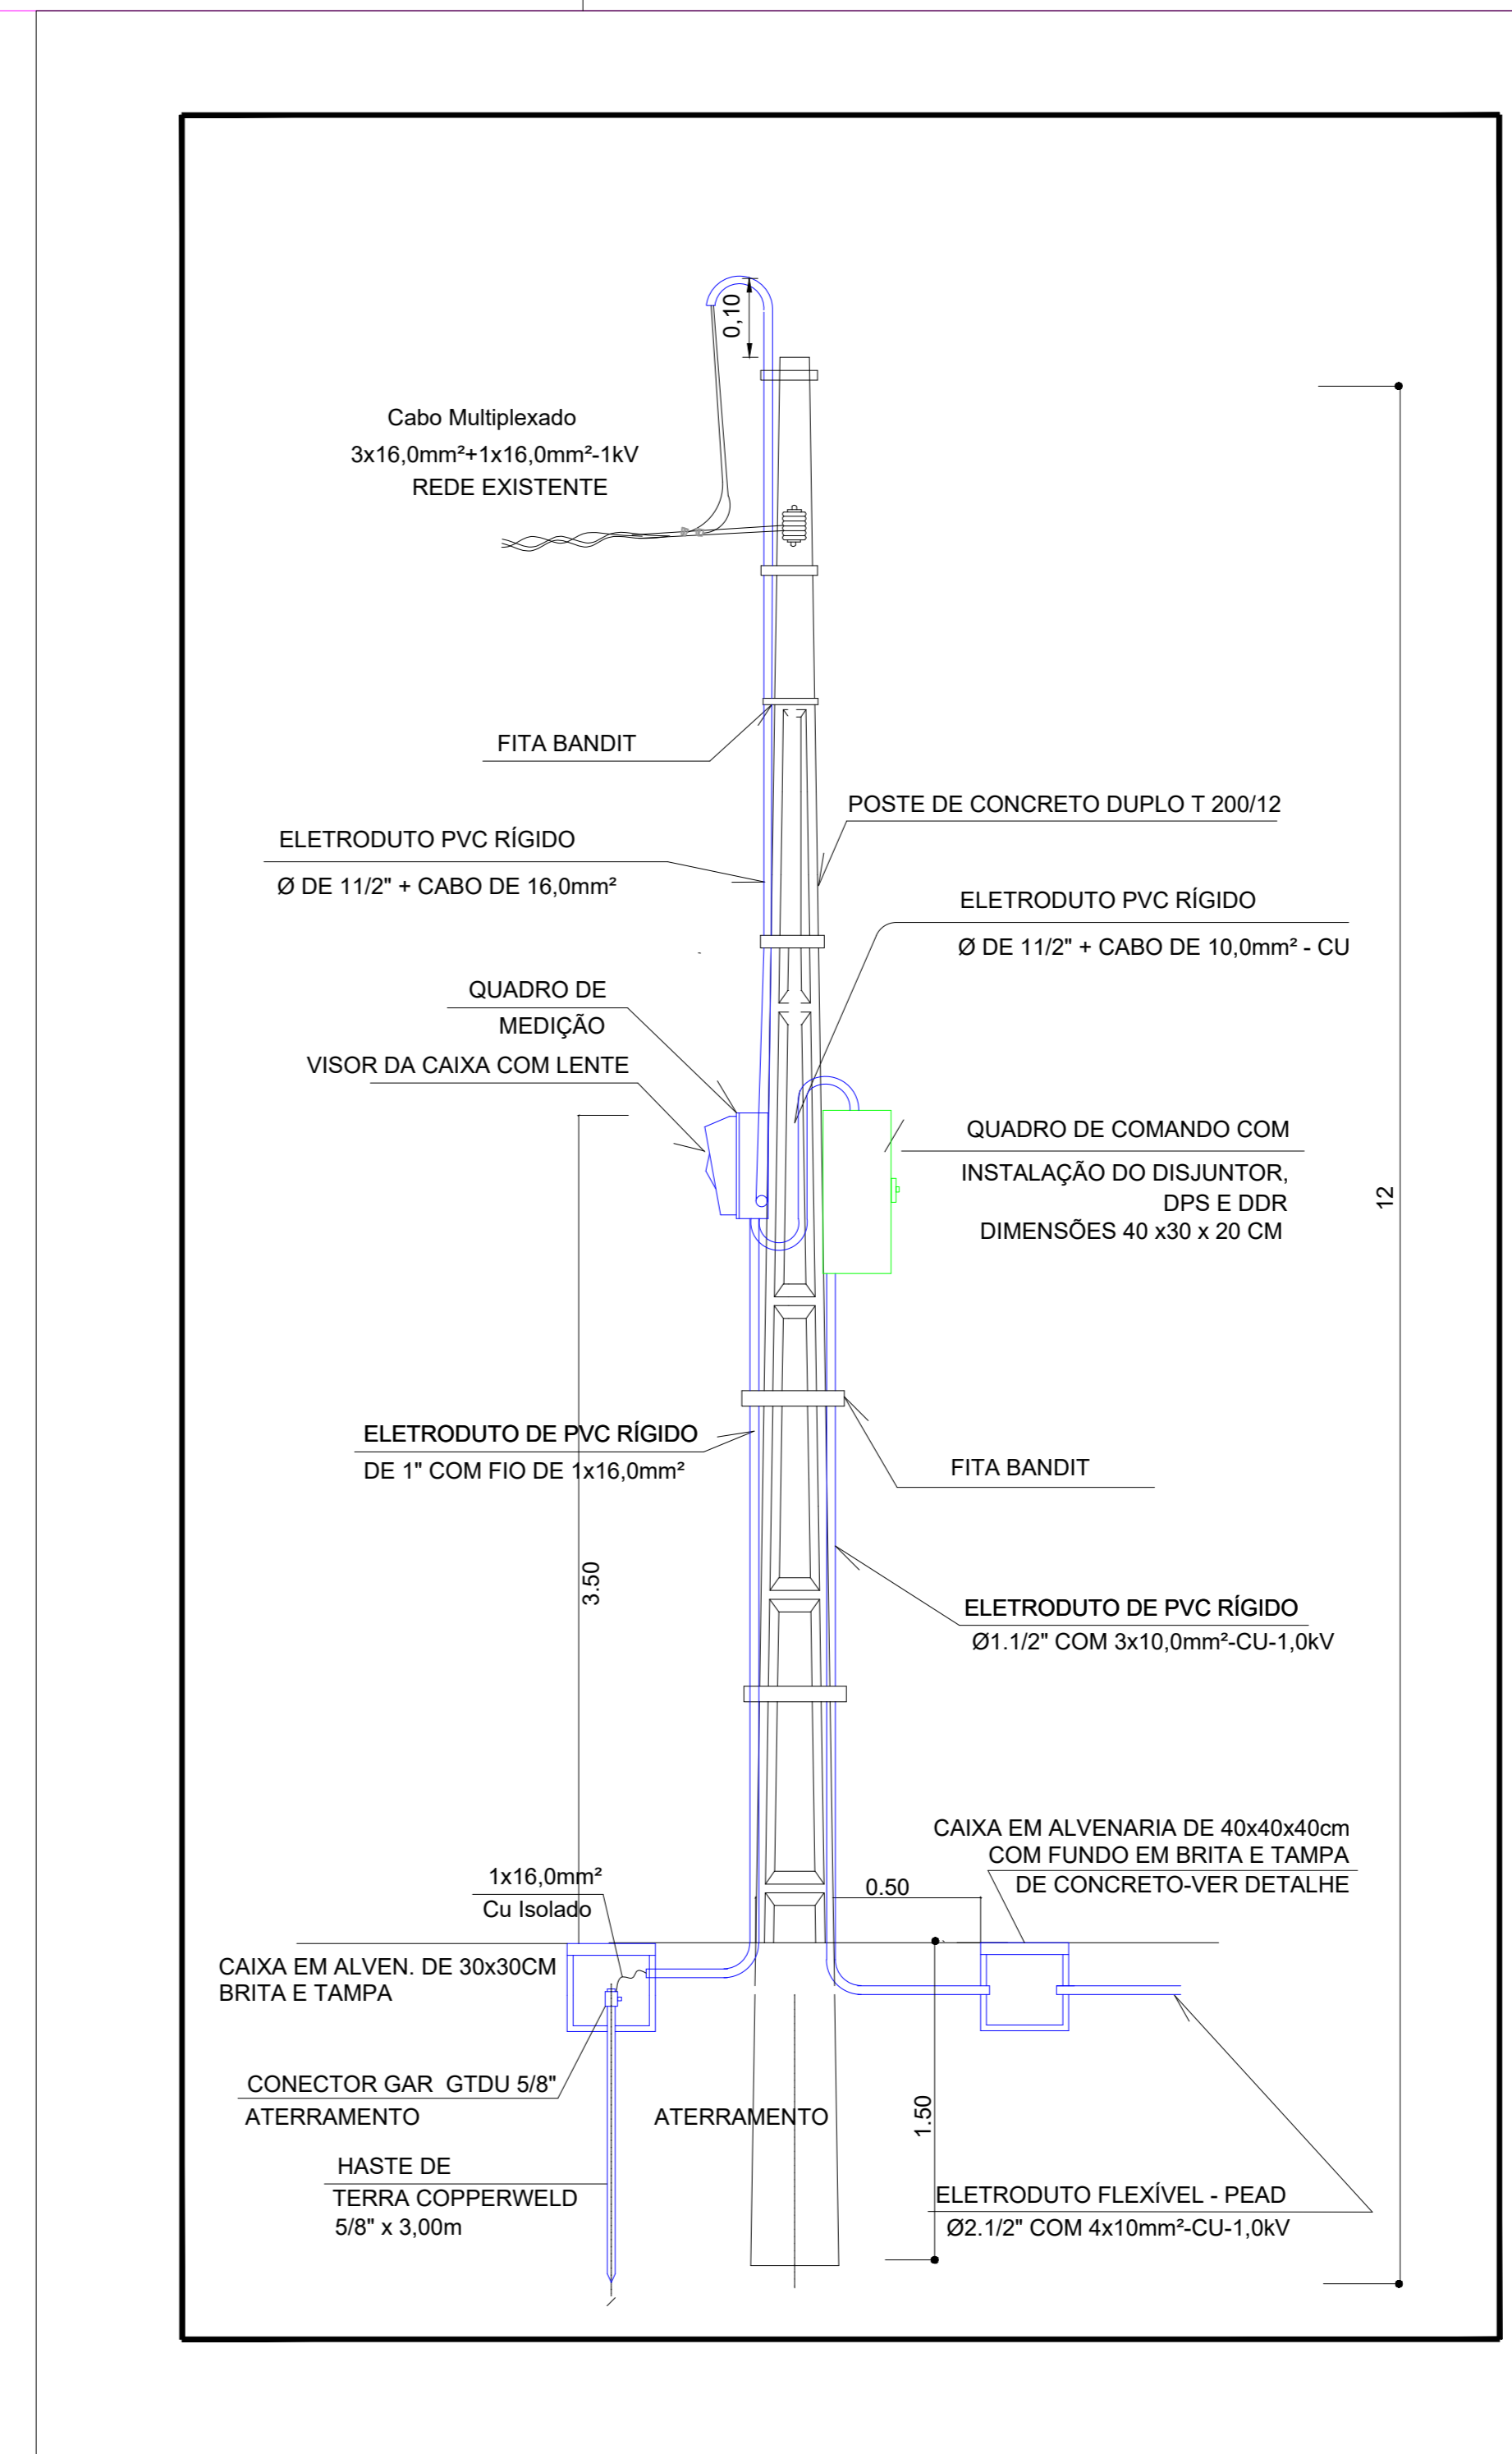 0,10
Cabo Multiplexado
3x16,0mm²+1x16,0mm²-1kV
REDE EXISTENTE
FITA BANDIT
POSTE DE CONCRETO DUPLO T 200/12
ELETRODUTO PVC RÍGIDO
Ø DE 11/2" + CABO DE 16,0mm²
ELETRODUTO PVC RÍGIDO
Ø DE 11/2" + CABO DE 10,0mm² - CU
QUADRO DE
MEDIÇÃO
VISOR DA CAIXA COM LENTE
QUADRO DE COMANDO COM
INSTALAÇÃO DO DISJUNTOR,
DPS E DDR
DIMENSÕES 40 x30 x 20 CM
12
ELETRODUTO DE PVC RÍGIDO
DE 1" COM FIO DE 1x16,0mm²
FITA BANDIT
3.50
ELETRODUTO DE PVC RÍGIDO
Ø1.1/2" COM 3x10,0mm²-CU-1,0kV
CAIXA EM ALVENARIA DE 40x40x40cm
COM FUNDO EM BRITA E TAMPA
DE CONCRETO-VER DETALHE
1x16,0mm²
Cu Isolado
0.50
CAIXA EM ALVEN. DE 30x30CM
BRITA E TAMPA
CONECTOR GAR GTDU 5/8"
ATERRAMENTO
ATERRAMENTO
1.50
HASTE DE
TERRA COPPERWELD
5/8" x 3,00m
ELETRODUTO FLEXÍVEL - PEAD
Ø2.1/2" COM 4x10mm²-CU-1,0kV